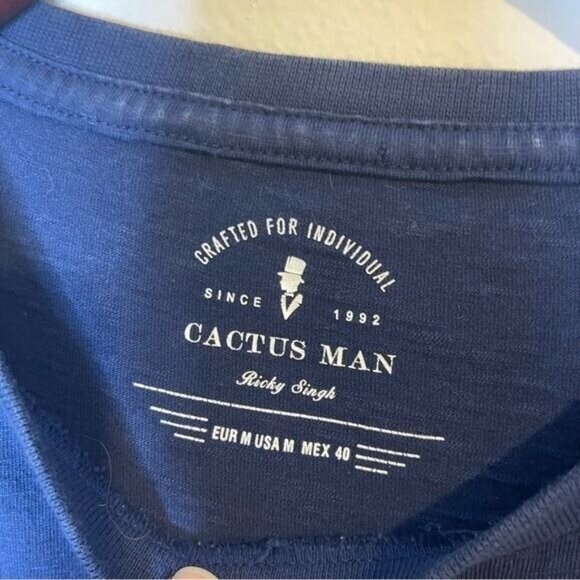 CRAFTED FOR INDIVIDUAL
SINCE 1992
CACTUS MAN
Ricky Singh
EUR M USA M MEX 40